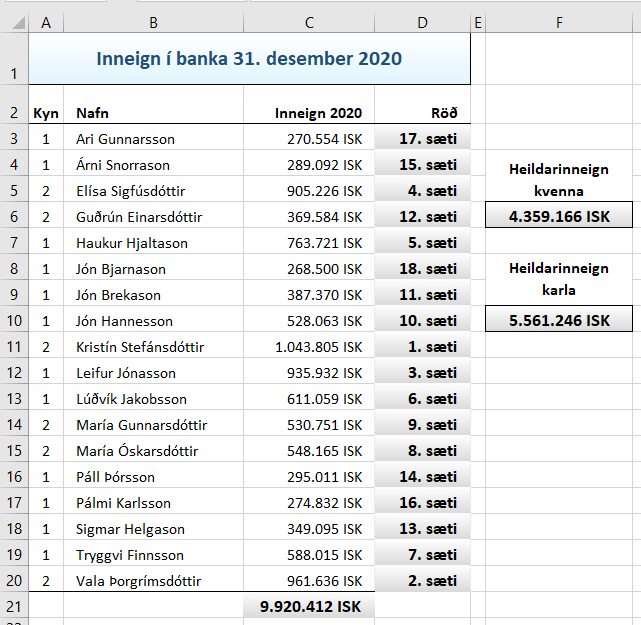 A B C D E F
1 Inneign í banka 31. desember 2020
2 Kyn Nafn Inneign 2020 Röð
3 1 Ari Gunnarsson 270.554 ISK 17. sæti
4 1 Árni Snorrason 289.092 ISK 15. sæti Heildarinneign
5 2 Elísa Sigfúsdóttir 905.226 ISK 4. sæti kvenna
6 2 Guðrún Einarsdóttir 369.584 ISK 12. sæti 4.359.166 ISK
7 1 Haukur Hjaltason 763.721 ISK 5. sæti
8 1 Jón Bjarnason 268.500 ISK 18. sæti Heildarinneign
9 1 Jón Brekason 387.370 ISK 11. sæti karla
10 1 Jón Hannesson 528.063 ISK 10. sæti 5.561.246 ISK
11 2 Kristín Stefánsdóttir 1.043.805 ISK 1. sæti
12 1 Leifur Jónasson 935.932 ISK 3. sæti
13 1 Lúðvík Jakobsson 611.059 ISK 6. sæti
14 2 María Gunnarsdóttir 530.751 ISK 9. sæti
15 2 María Óskarsdóttir 548.165 ISK 8. sæti
16 1 Páll Þórsson 295.011 ISK 14. sæti
17 1 Pálmi Karlsson 274.832 ISK 16. sæti
18 1 Sigmar Helgason 349.095 ISK 13. sæti
19 1 Tryggvi Finnsson 588.015 ISK 7. sæti
20 2 Vala Þorgrímsdóttir 961.636 ISK 2. sæti
21 9.920.412 ISK